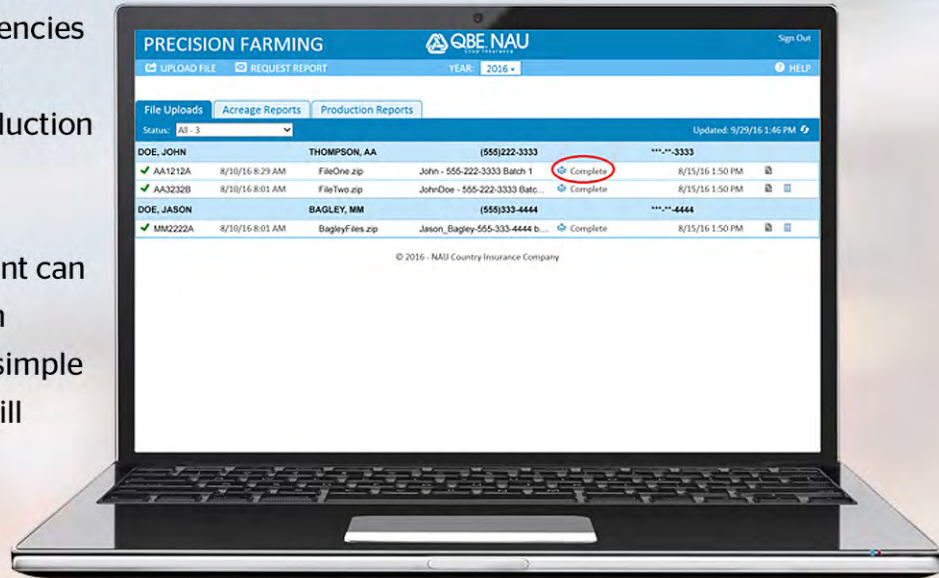 encies
luction
nt can
simple
ill
PRECISION FARMING
QBE NAU
Crop Insurance
Sign Out
UPLOAD FILE
REQUEST REPORT
YEAR: 2016
HELP
File Uploads
Acreage Reports
Production Reports
Status: All - 3
Updated: 9/29/16 1:46 PM
DOE, JOHN THOMPSON, AA (555)222-3333 ***-**-3333
AA1212A 8/10/16 8:29 AM FileOne.zip John - 555-222-3333 Batch 1 Complete 8/15/16 1:50 PM
AA3232B 8/10/16 8:01 AM FileTwo.zip JohnDoe - 555-222-3333 Batc... Complete 8/15/16 1:50 PM
DOE, JASON BAGLEY, MM (555)333-4444 ***-**-4444
MM2222A 8/10/16 8:01 AM BagleyFiles.zip Jason_Bagley-555-333-4444 b... Complete 8/15/16 1:50 PM
© 2016 - NAU Country Insurance Company